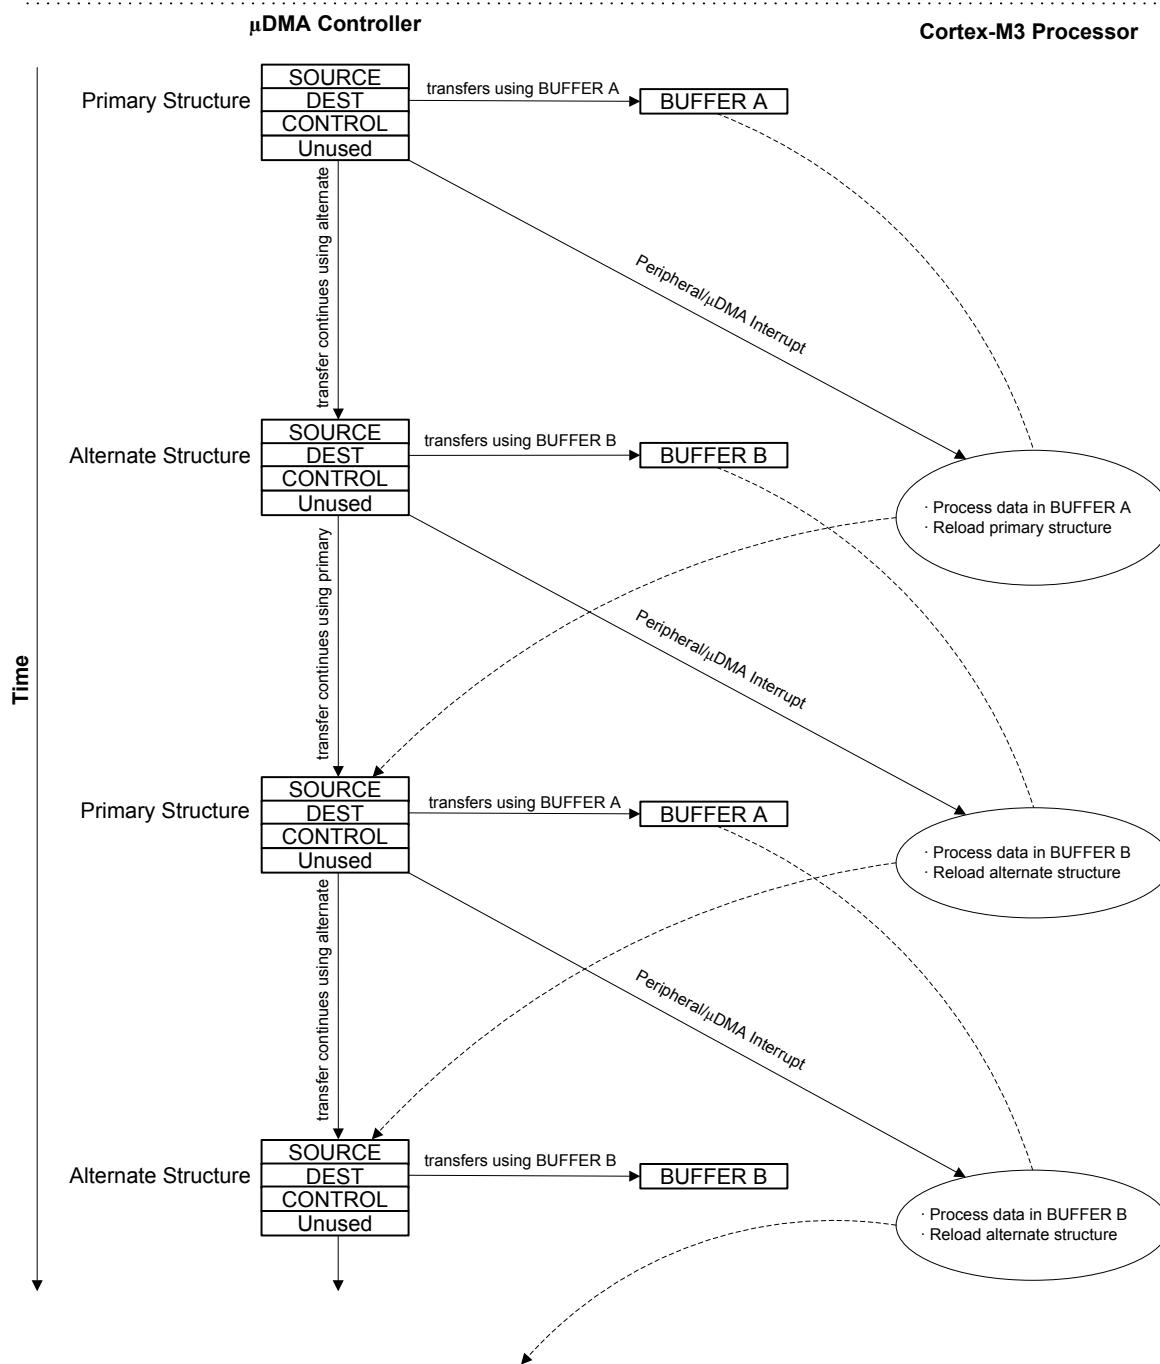 µDMA Controller
Cortex-M3 Processor
SOURCE
Primary Structure
DEST
transfers using BUFFER A
BUFFER A
CONTROL
Unused
transfer continues using alternate
Peripheral/µDMA Interrupt
SOURCE
Alternate Structure
DEST
transfers using BUFFER B
BUFFER B
CONTROL
Unused
· Process data in BUFFER A
· Reload primary structure
transfer continues using primary
Peripheral/µDMA Interrupt
Time
SOURCE
Primary Structure
DEST
transfers using BUFFER A
BUFFER A
CONTROL
Unused
· Process data in BUFFER B
· Reload alternate structure
transfer continues using alternate
Peripheral/µDMA Interrupt
SOURCE
Alternate Structure
DEST
transfers using BUFFER B
BUFFER B
CONTROL
Unused
· Process data in BUFFER B
· Reload alternate structure